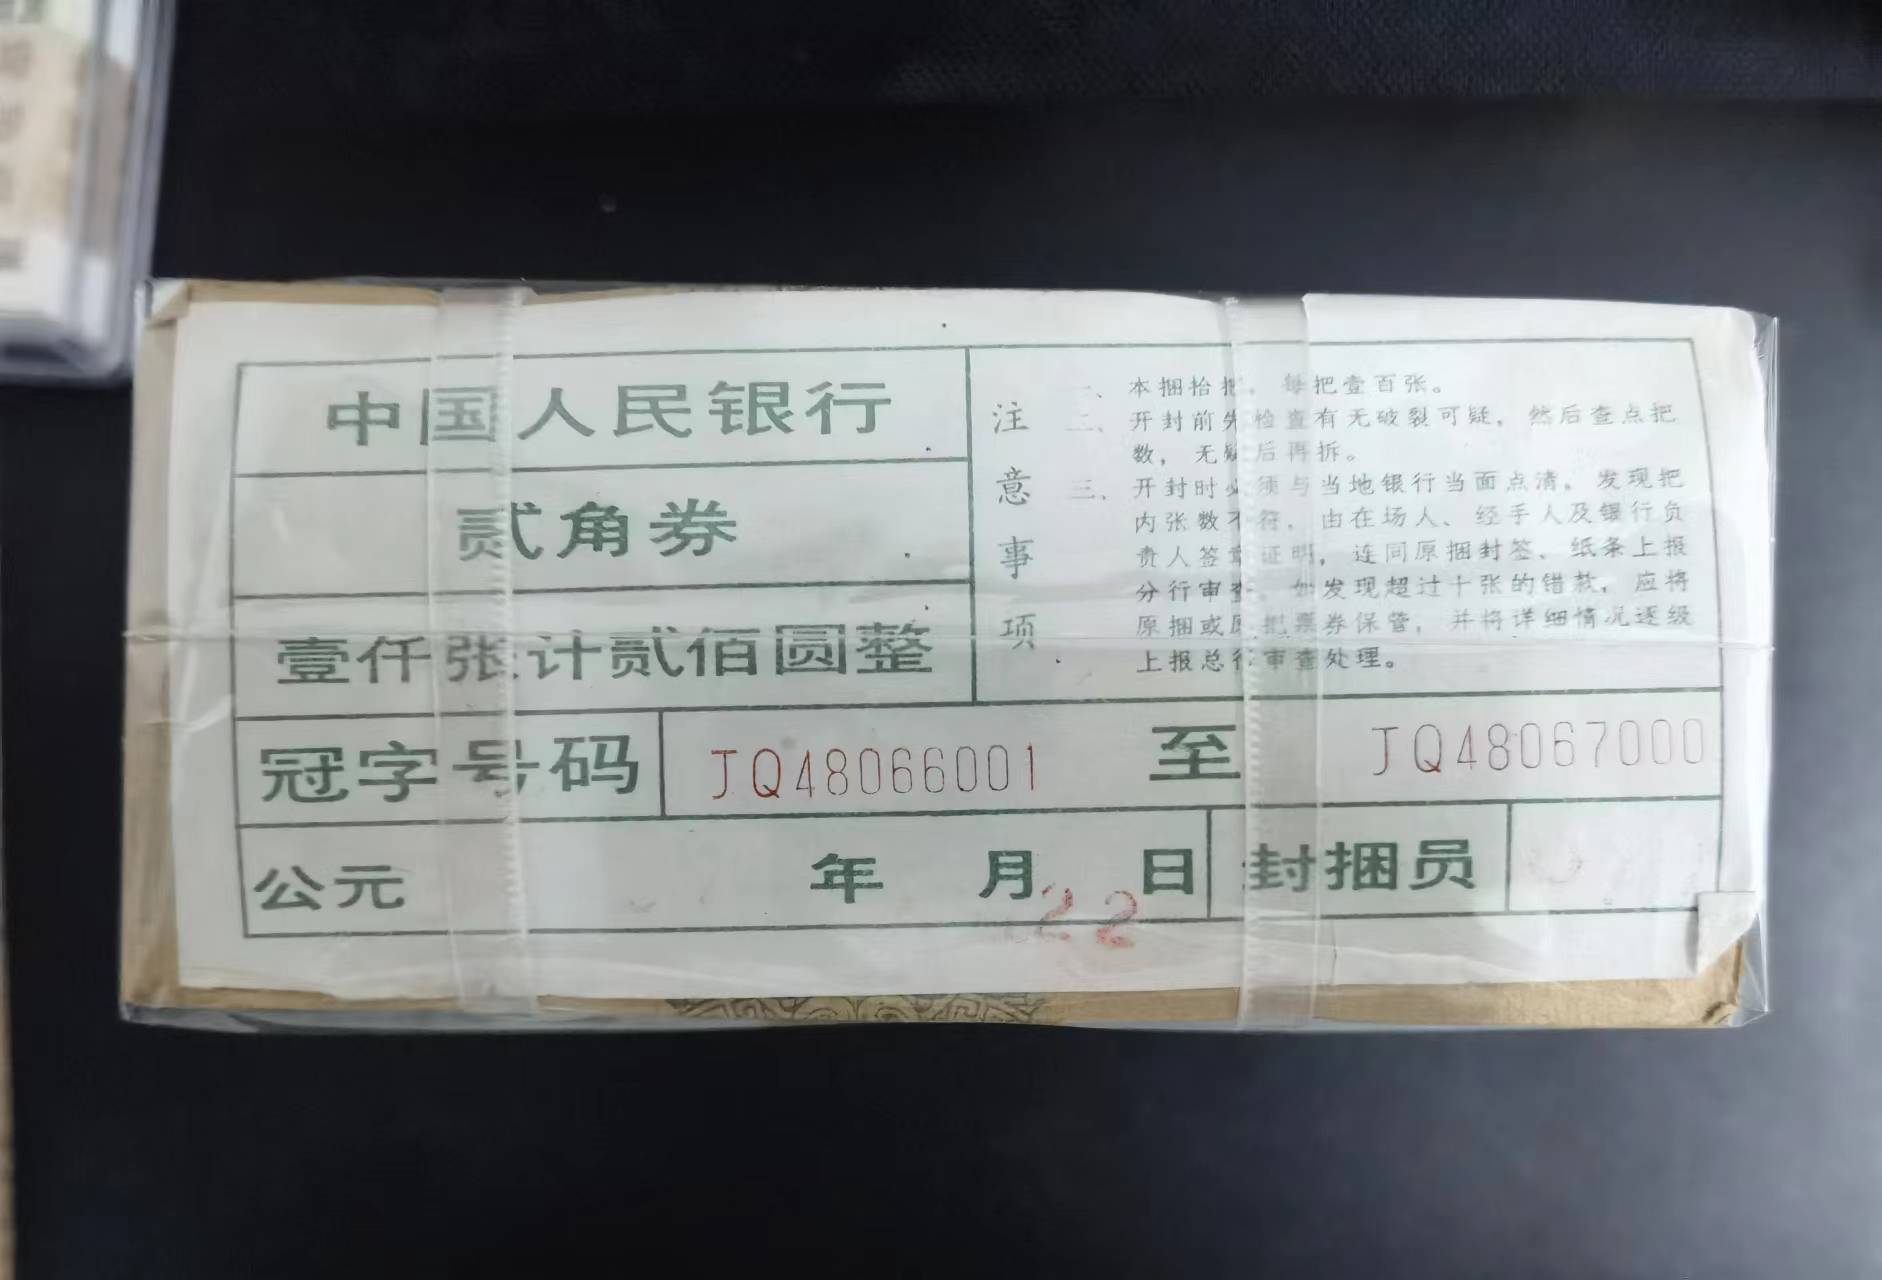 中国人民银行
贰角券
壹仟张计贰佰圆整
注意事项
一、本捆拾把，每把壹百张。
二、开封前先检查有无破裂可疑，然后查点把
数，无疑后再拆。
三、开封时必须与当地银行当面点清，发现把
内张数不符，由在场人、经手人及银行负
责人签章证明，连同原捆封签、纸条上报
分行审查，如发现超过十张的错款，应将
原捆或原把票券保管，并将详细情况逐级
上报总行审查处理。
冠字号码 JQ48066001 至 JQ48067000
公元 年 月 日 封捆员
22